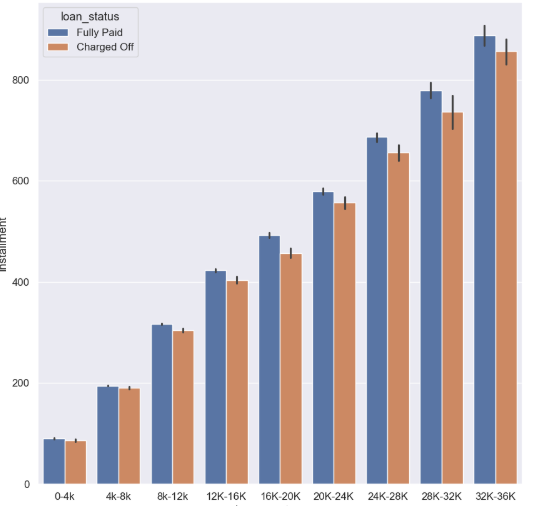 loan_status
Fully Paid
Charged Off
800
600
400
200
0
installment
0-4k 4k-8k 8k-12k 12K-16K 16K-20K 20K-24K 24K-28K 28K-32K 32K-36K